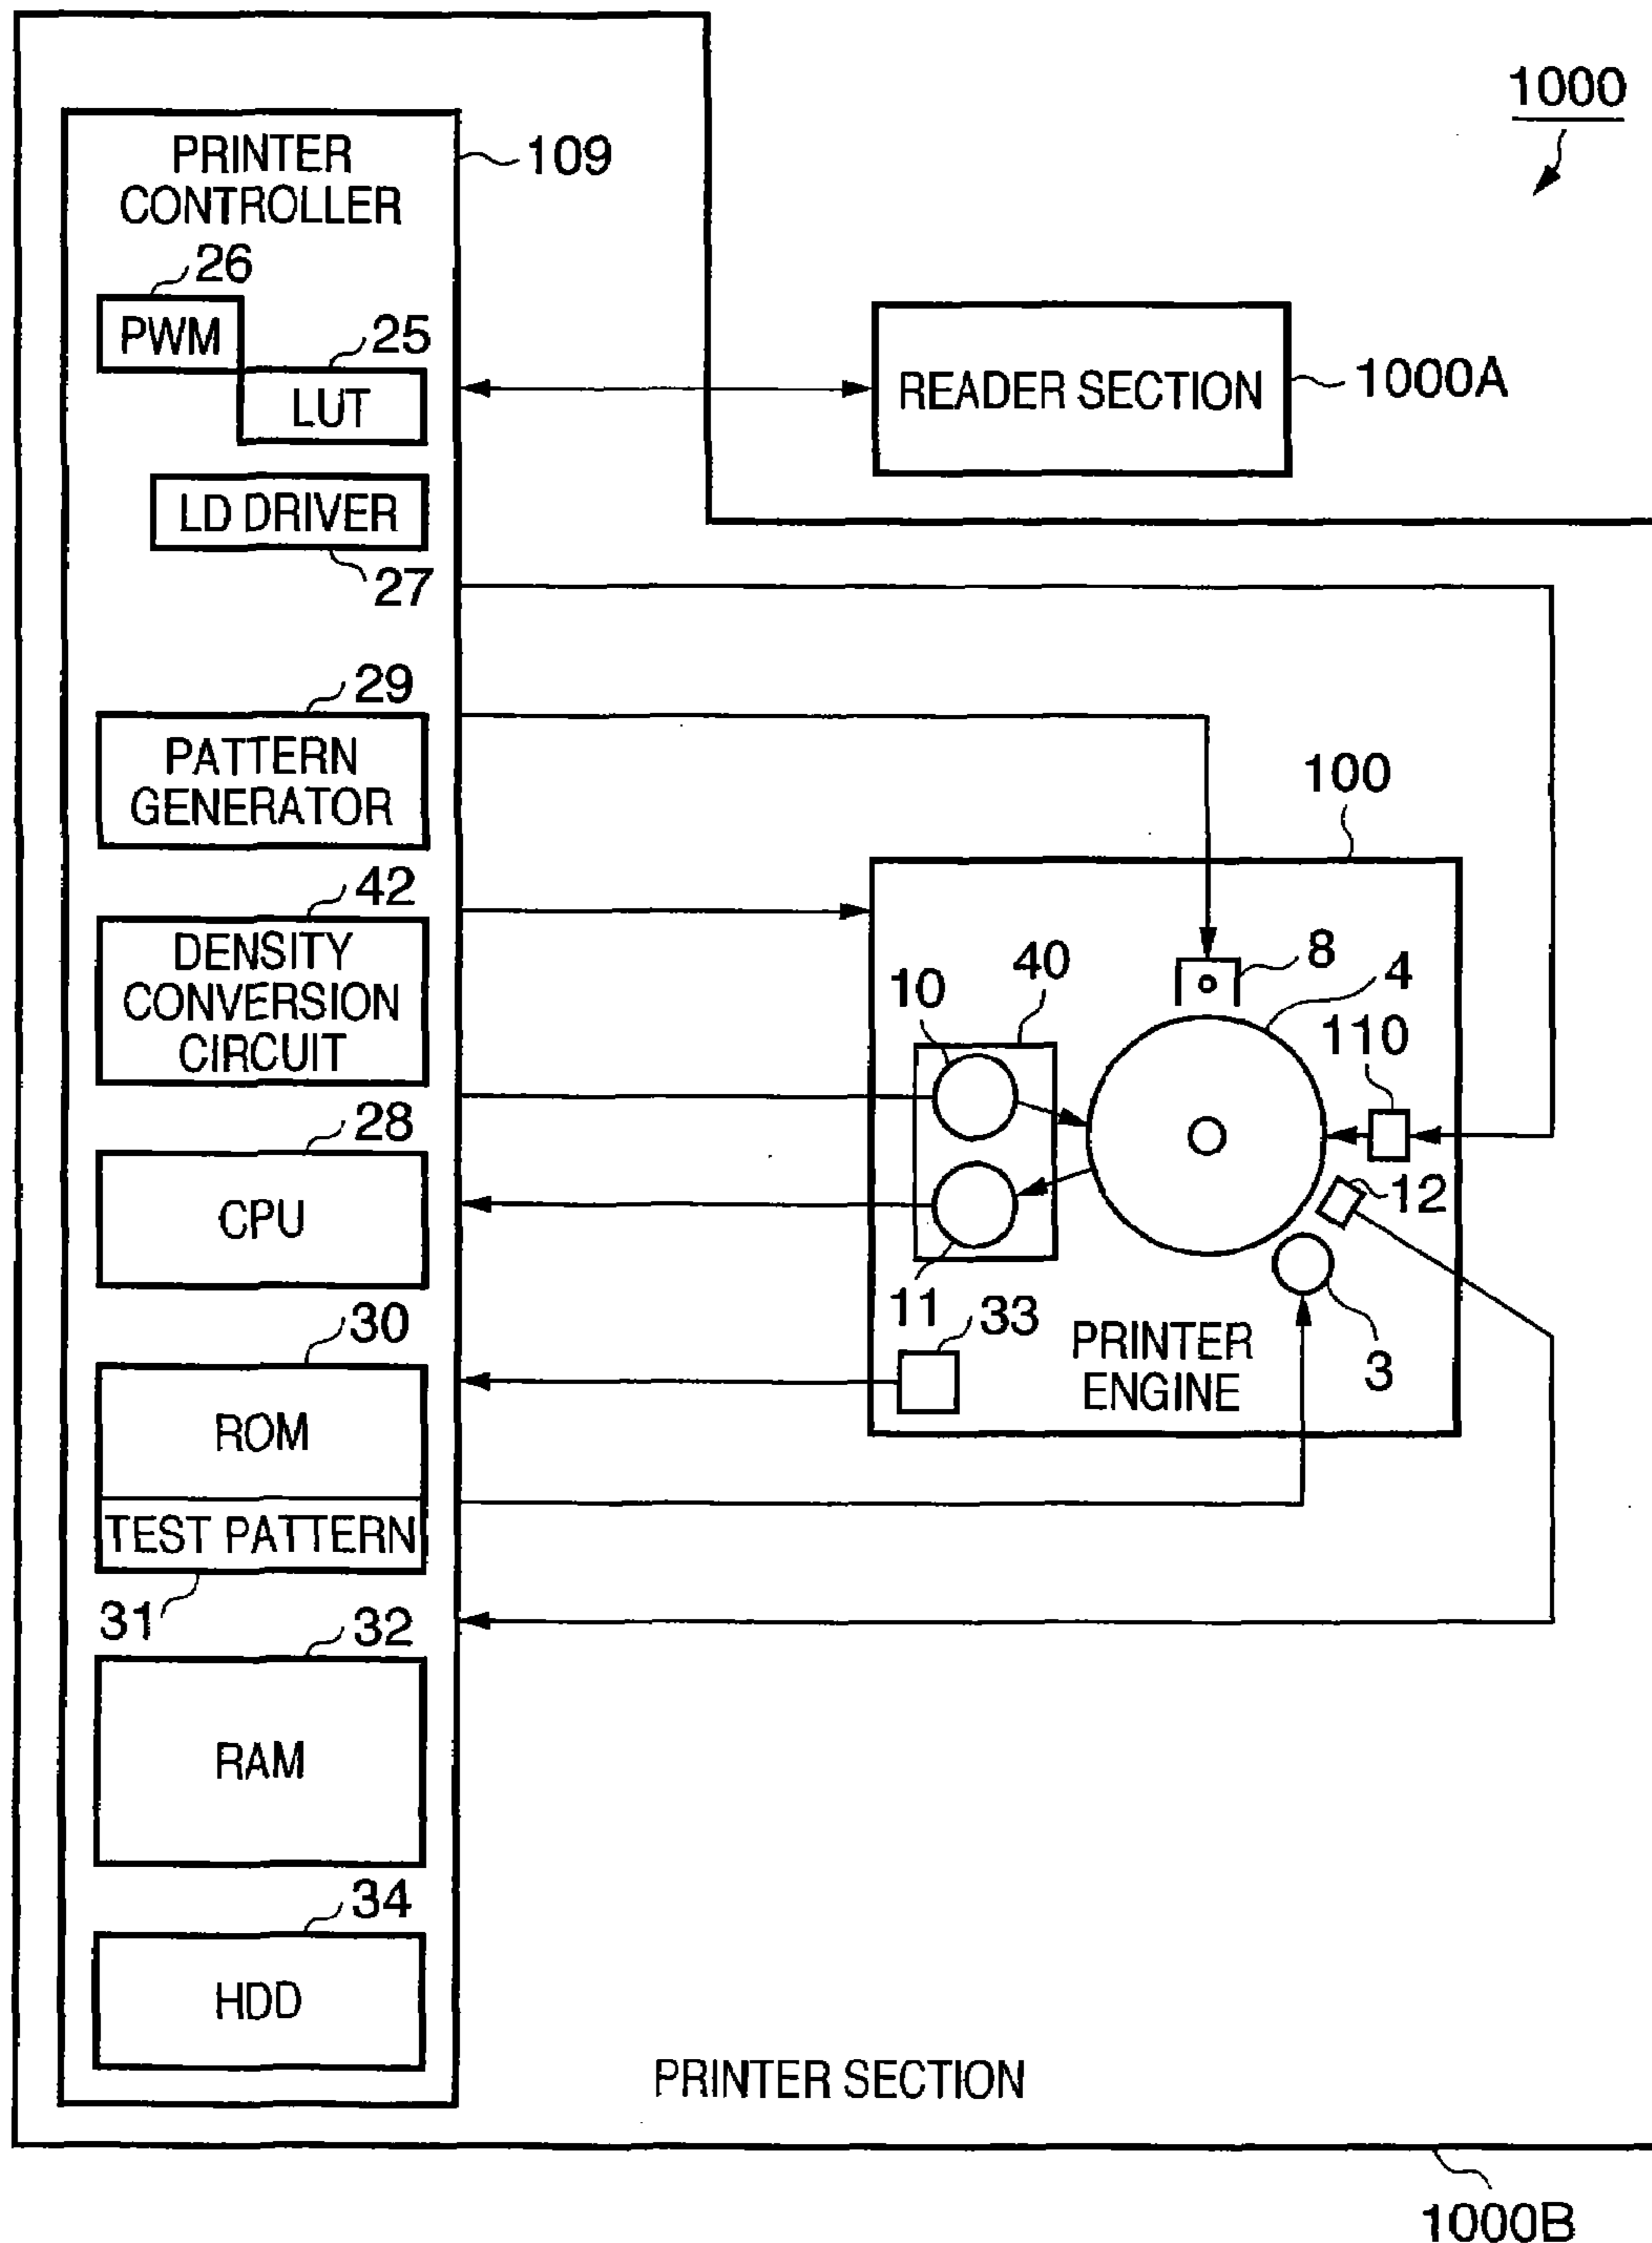 1000
PRINTER
CONTROLLER
109
26
PWM
25
LUT
READER SECTION
1000A
LD DRIVER
27
29
PATTERN
GENERATOR
100
42
DENSITY
CONVERSION
CIRCUIT
8
4
40
10
110
28
CPU
12
11
33
PRINTER
ENGINE
3
30
ROM
TEST PATTERN
31
32
RAM
34
HDD
PRINTER SECTION
1000B